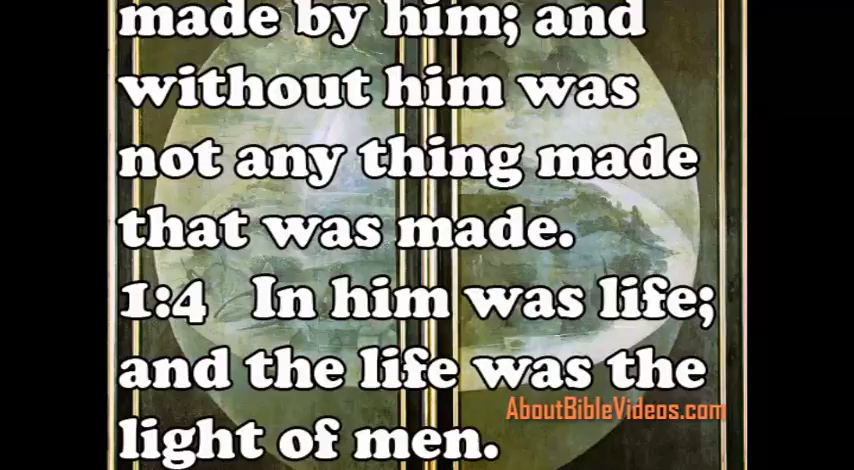 made by him; and
without him was
not any thing made
that was made.
1:4 In him was life;
and the life was the
AboutBibleVideos.com
light of men.